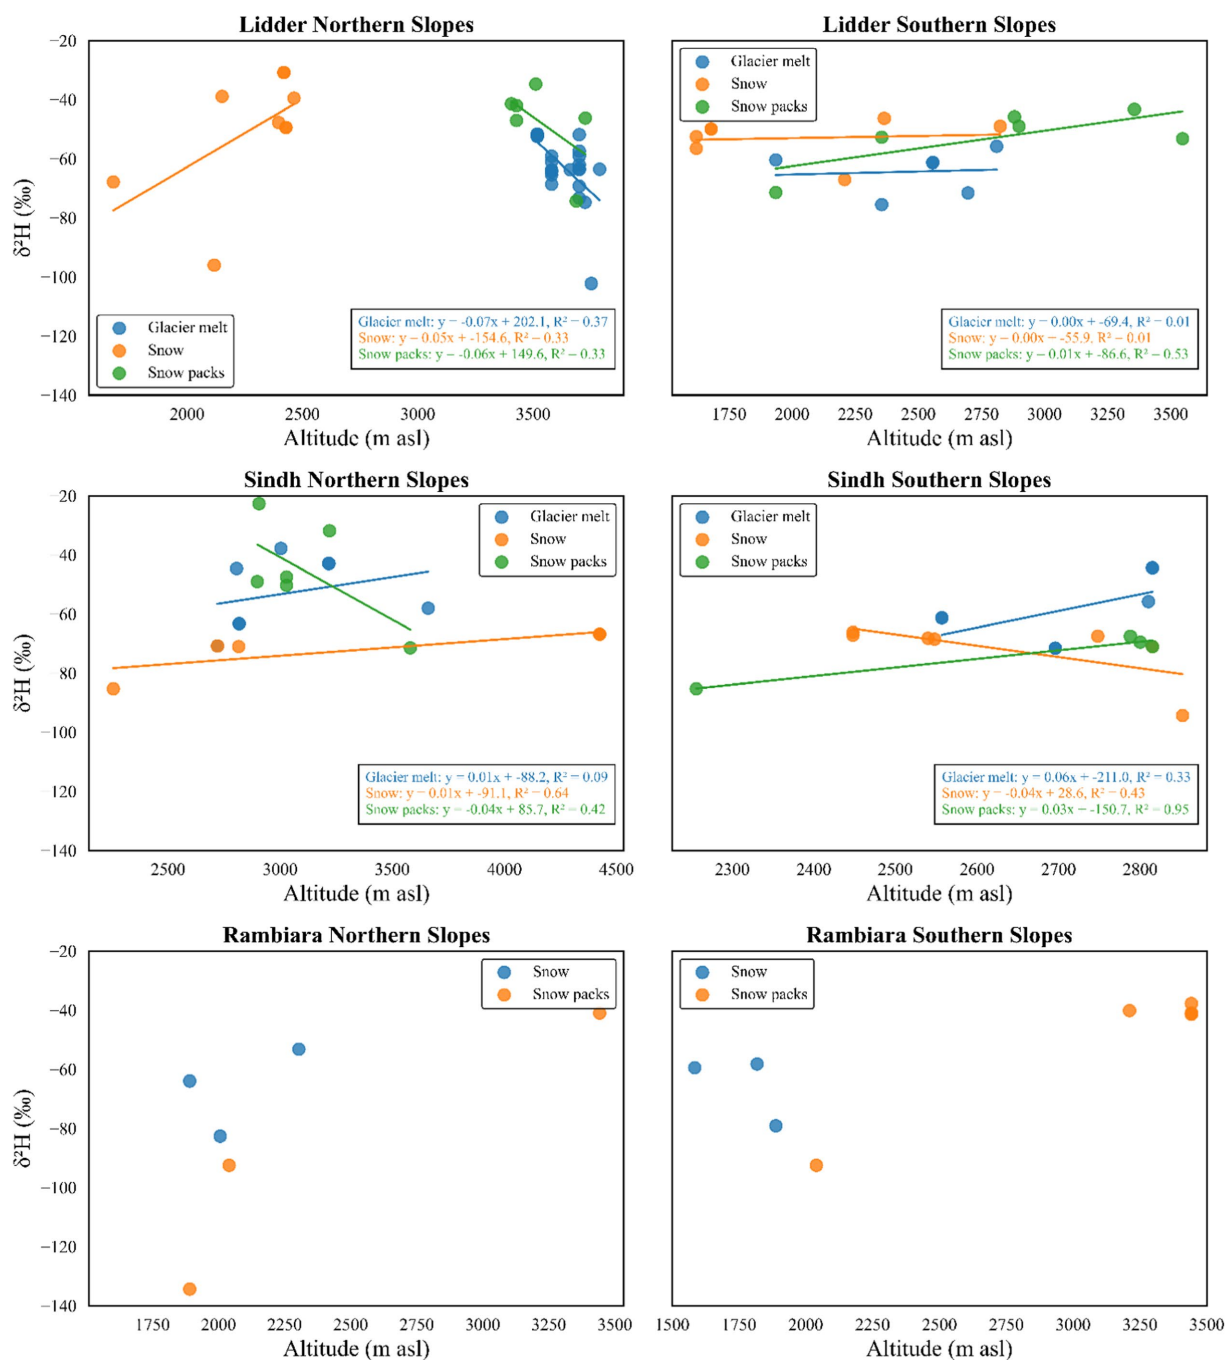 Lidder Northern Slopes
−20
−40
−60
−80
−100
−120
−140
δ²H (‰)
Glacier melt
Snow
Snow packs
Glacier melt: y = -0.07x + 202.1, R² = 0.37
Snow: y = 0.05x + -154.6, R² = 0.33
Snow packs: y = -0.06x + 149.6, R² = 0.33
2000 2500 3000 3500
Altitude (m asl)
Lidder Southern Slopes
Glacier melt
Snow
Snow packs
Glacier melt: y = 0.00x + -69.4, R² = 0.01
Snow: y = 0.00x + -55.9, R² = 0.01
Snow packs: y = 0.01x + -86.6, R² = 0.53
1750 2000 2250 2500 2750 3000 3250 3500
Altitude (m asl)
Sindh Northern Slopes
−20
−40
−60
−80
−100
−120
−140
δ²H (‰)
Glacier melt
Snow
Snow packs
Glacier melt: y = 0.01x + -88.2, R² = 0.09
Snow: y = 0.01x + -91.1, R² = 0.64
Snow packs: y = -0.04x + 85.7, R² = 0.42
2500 3000 3500 4000 4500
Altitude (m asl)
Sindh Southern Slopes
Glacier melt
Snow
Snow packs
Glacier melt: y = 0.06x + -211.0, R² = 0.33
Snow: y = -0.04x + 28.6, R² = 0.43
Snow packs: y = 0.03x + -150.7, R² = 0.95
2300 2400 2500 2600 2700 2800
Altitude (m asl)
Rambiara Northern Slopes
−20
−40
−60
−80
−100
−120
−140
δ²H (‰)
Snow
Snow packs
1750 2000 2250 2500 2750 3000 3250 3500
Altitude (m asl)
Rambiara Southern Slopes
Snow
Snow packs
1500 1750 2000 2250 2500 2750 3000 3250 3500
Altitude (m asl)